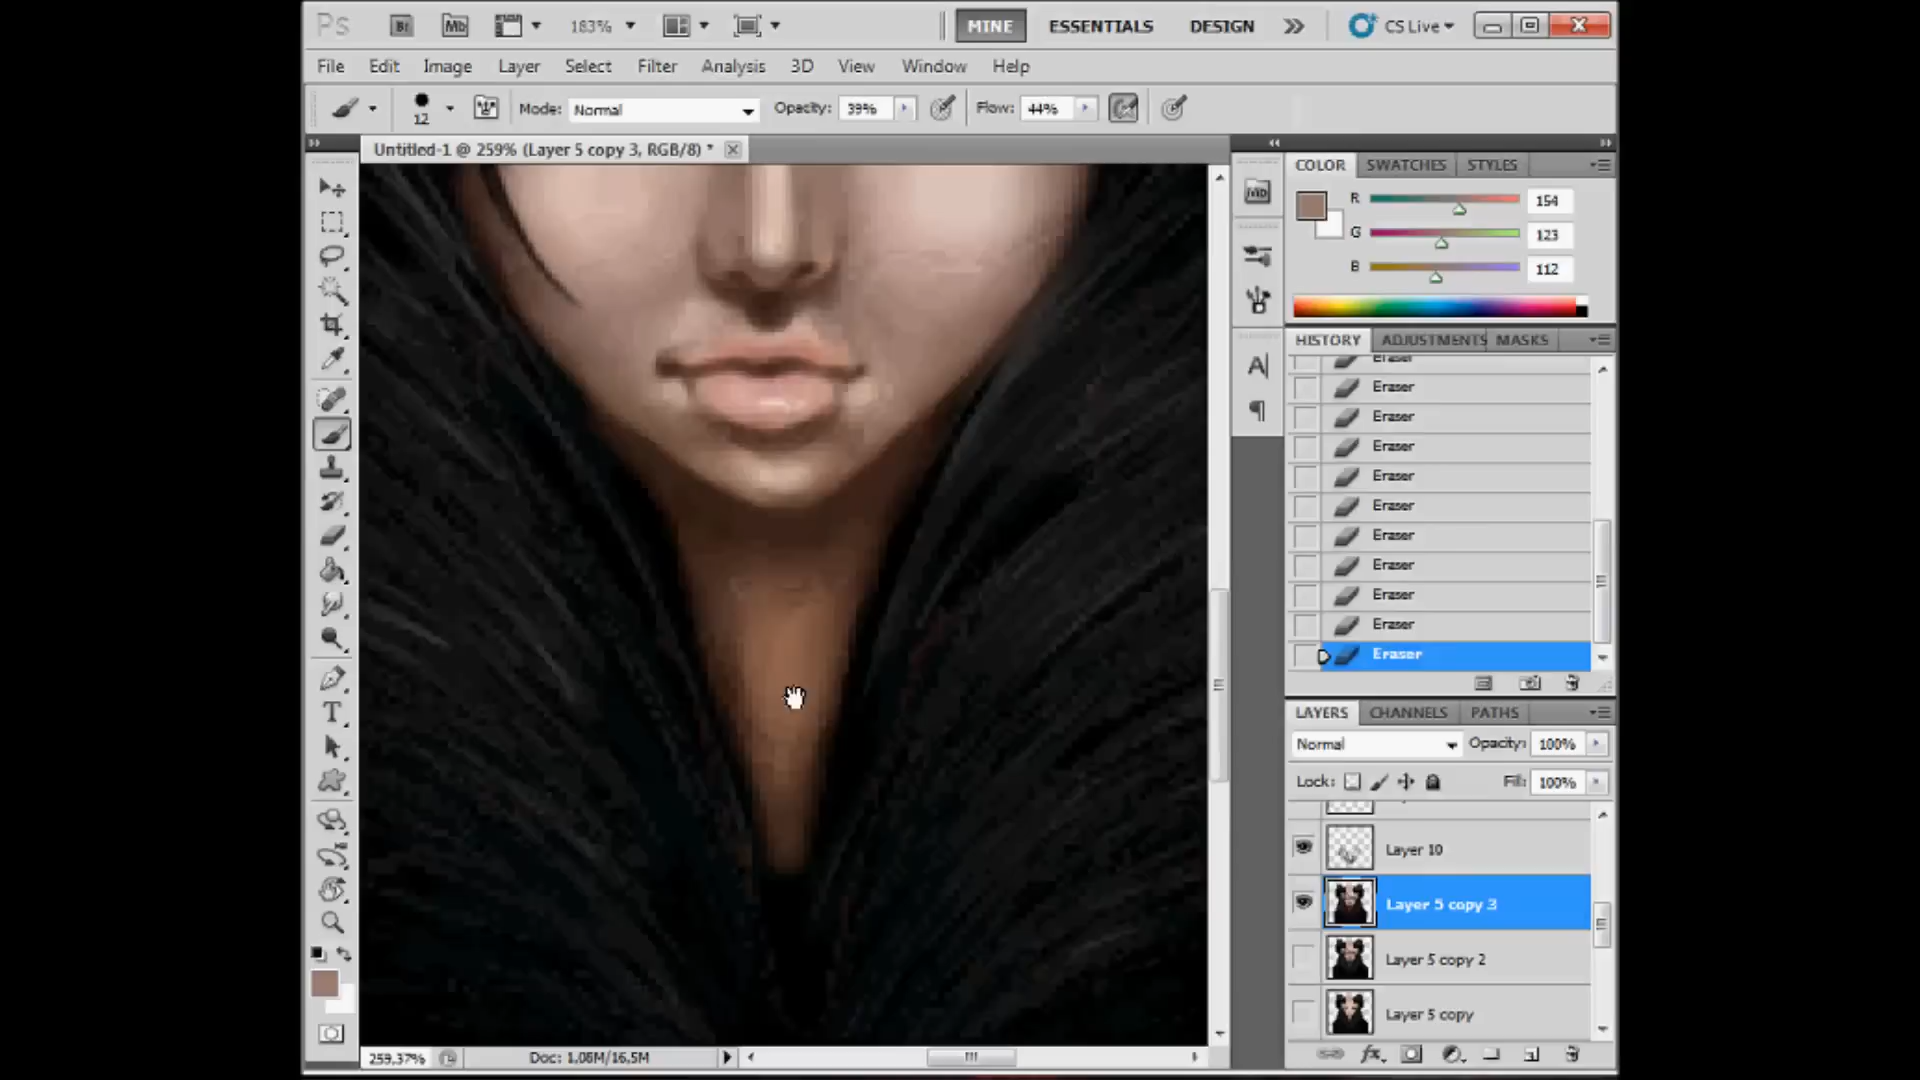 Ps Br Mb 183% MINE ESSENTIALS DESIGN CS Live
File Edit Image Layer Select Filter Analysis 3D View Window Help
12 Mode: Normal Opacity: 39% Flow: 44%
Untitled-1 @ 259% (Layer 5 copy 3, RGB/8) *
COLOR SWATCHES STYLES
R 154
G 123
B 112
HISTORY ADJUSTMENTS MASKS
Eraser
Eraser
Eraser
Eraser
Eraser
Eraser
Eraser
Eraser
Eraser
Eraser
Eraser
LAYERS CHANNELS PATHS
Normal Opacity: 100%
Lock: Fill: 100%
Layer 10
Layer 5 copy 3
Layer 5 copy 2
Layer 5 copy
259,37% Doc: 1,08M/16,5M